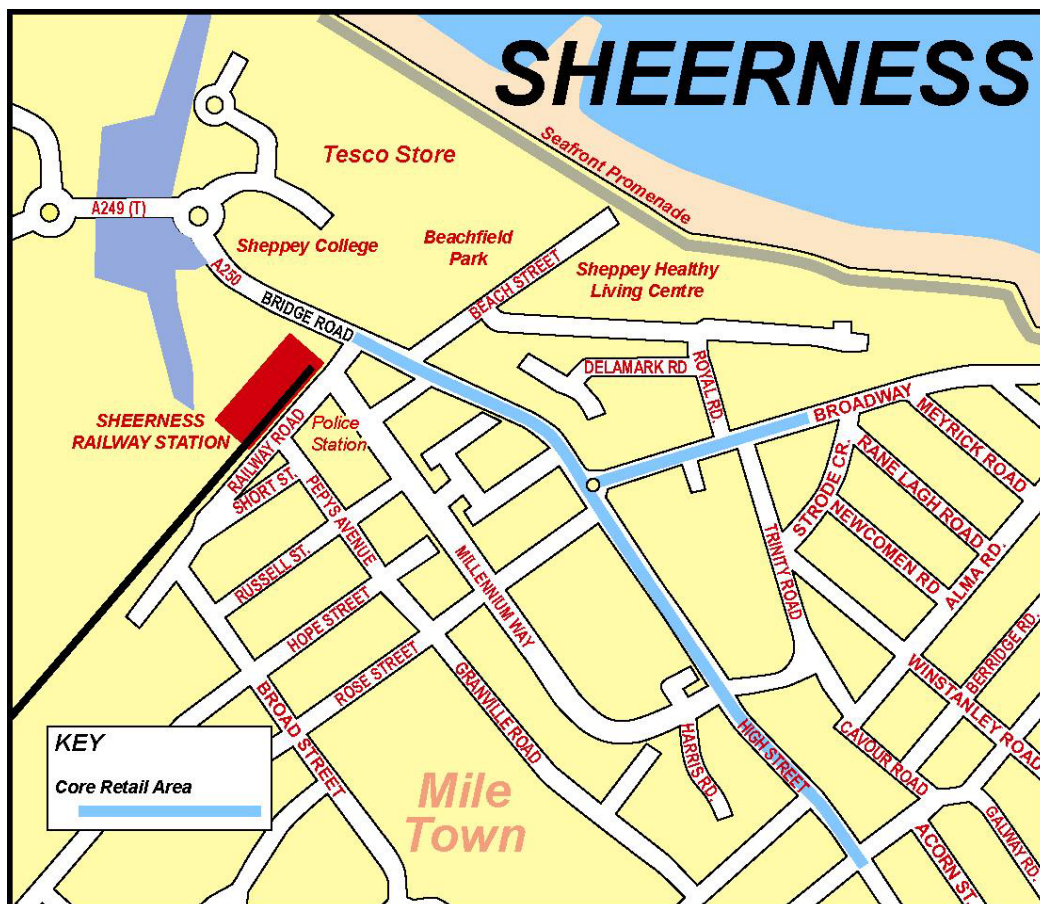 SHEERNESS
Seafront Promenade
Tesco Store
A249 (T)
Sheppey College
Beachfield
Park
Sheppey Healthy
Living Centre
A250
BRIDGE ROAD
BEACH STREET
DELAMARK RD
ROYAL RD.
BROADWAY
MEYRICK ROAD
SHEERNESS
RAILWAY STATION
Police
Station
RAILWAY ROAD
SHORT ST.
PEPYS AVENUE
STRODE CR.
RANE LAGH ROAD
NEWCOMEN RD
ALMA RD.
TRINITY ROAD
RUSSELL ST.
HOPE STREET
MILLENNIUM WAY
ROSE STREET
BERRIDGE RD.
WINSTANLEY ROAD
BROAD STREET
GRANVILLE ROAD
HARRIS RD.
HIGH STREET
CAVOUR ROAD
GALWAY RD.
ACORN ST.
Mile
Town
KEY
Core Retail Area